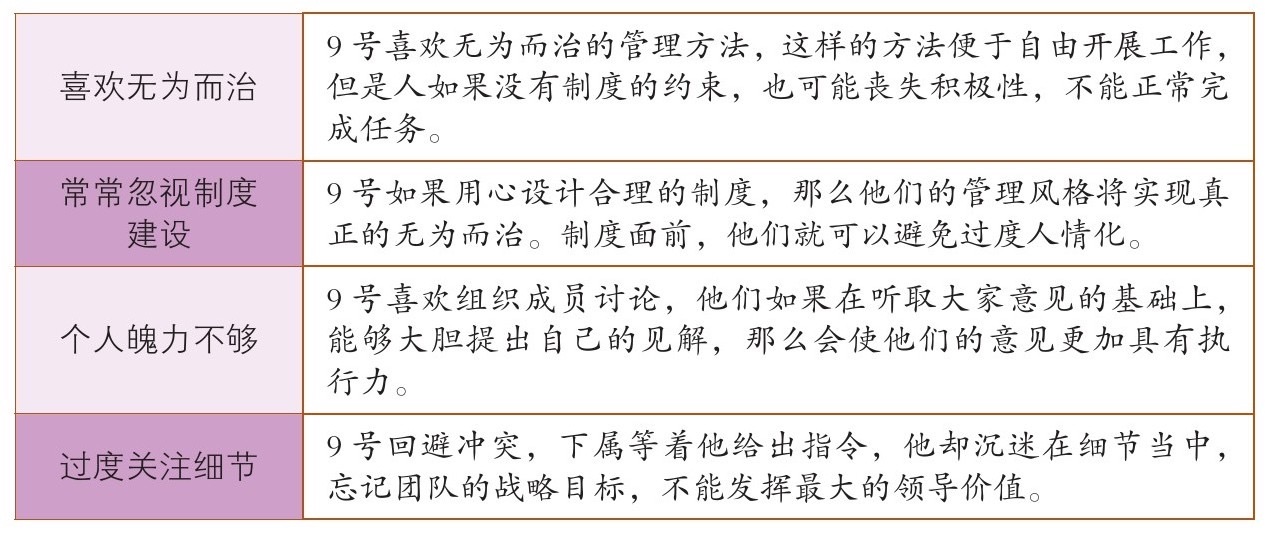 喜欢无为而治
9号喜欢无为而治的管理方法，这样的方法便于自由开展工作，
但是人如果没有制度的约束，也可能丧失积极性，不能正常完
成任务。
常常忽视制度
建设
9号如果用心设计合理的制度，那么他们的管理风格将实现真
正的无为而治。制度面前，他们就可以避免过度人情化。
个人魄力不够
9号喜欢组织成员讨论，他们如果在听取大家意见的基础上，
能够大胆提出自己的见解，那么会使他们的意见更加具有执
行力。
过度关注细节
9号回避冲突，下属等着他给出指令，他却沉迷在细节当中，
忘记团队的战略目标，不能发挥最大的领导价值。